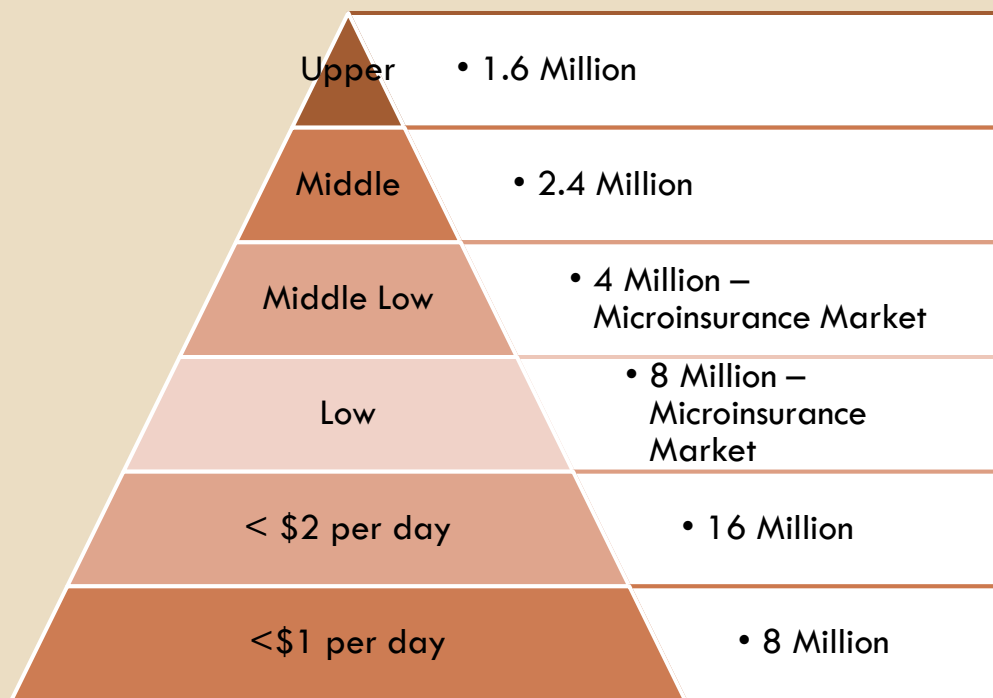 Upper
• 1.6 Million
Middle
• 2.4 Million
Middle Low
• 4 Million –
Microinsurance Market
Low
• 8 Million –
Microinsurance
Market
< $2 per day
• 16 Million
<$1 per day
• 8 Million